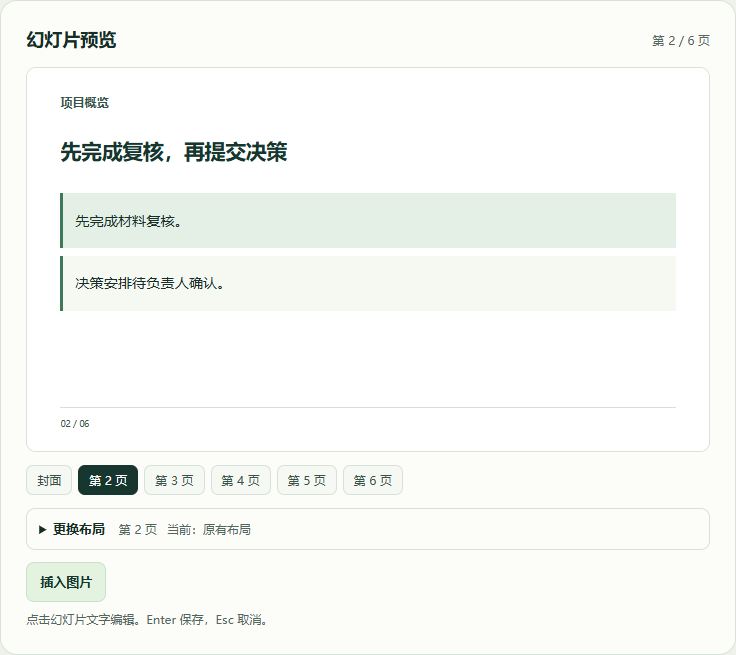 幻灯片预览
第 2 / 6 页
项目概览
先完成复核，再提交决策
先完成材料复核。
决策安排待负责人确认。
02 / 06
封面 第 2 页 第 3 页 第 4 页 第 5 页 第 6 页
▶ 更换布局 第 2 页 当前：原有布局
插入图片
点击幻灯片文字编辑。Enter 保存，Esc 取消。